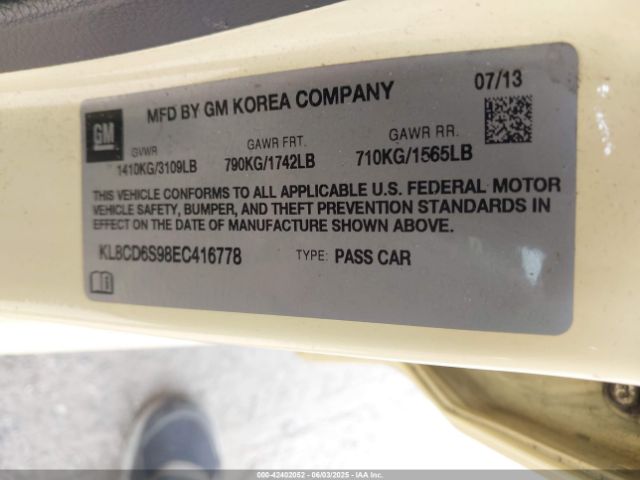 MFD BY GM KOREA COMPANY 07/13
GM
GVWR GAWR FRT. GAWR RR.
1410KG/3109LB 790KG/1742LB 710KG/1565LB
THIS VEHICLE CONFORMS TO ALL APPLICABLE U.S. FEDERAL MOTOR
VEHICLE SAFETY, BUMPER, AND THEFT PREVENTION STANDARDS IN
EFFECT ON THE DATE OF MANUFACTURE SHOWN ABOVE.
KL8CD6S98EC416778 TYPE: PASS CAR
000-42402052 - 06/03/2025 - IAAI.com